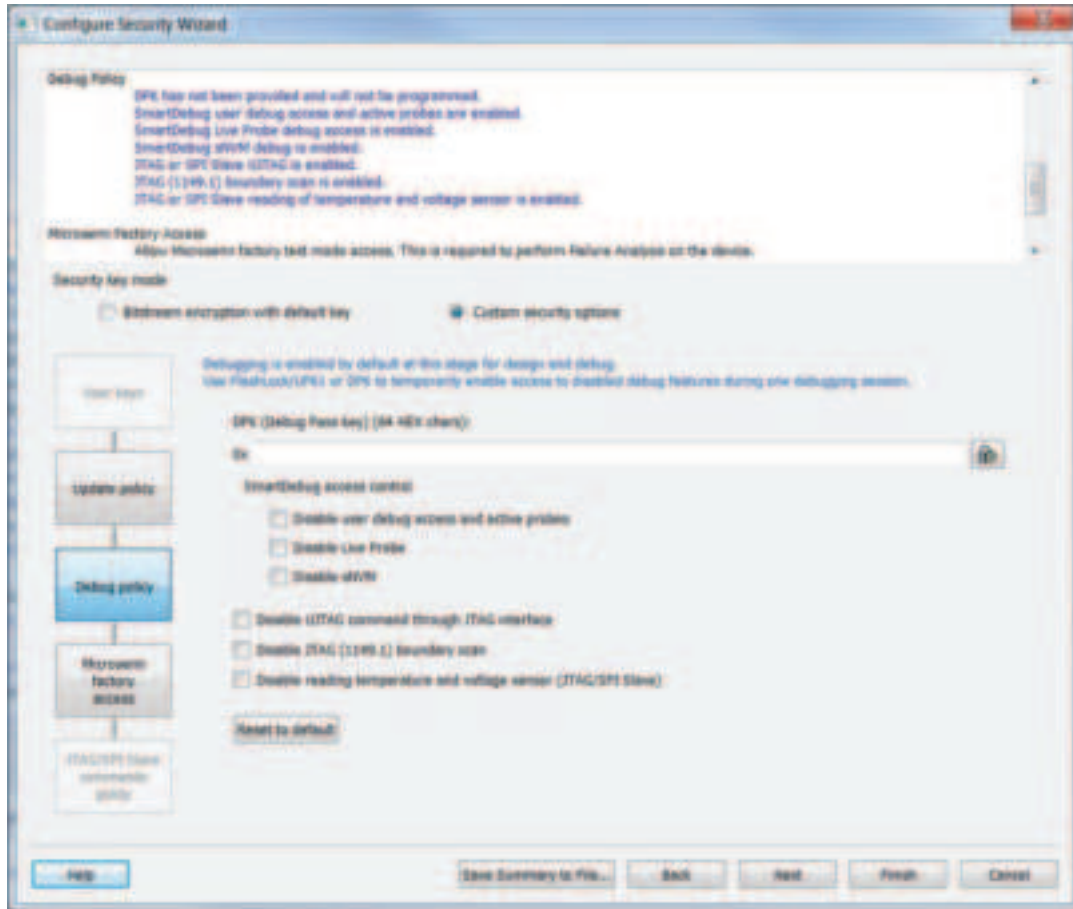 Configure Security Wizard
Debug Policy
DPK has not been provided and will not be programmed.
SmartDebug user debug access and active probes are enabled.
SmartDebug Live Probe debug access is enabled.
SmartDebug sNVM debug is enabled.
JTAG or SPI Slave UJTAG is enabled.
JTAG (1149.1) boundary scan is enabled.
JTAG or SPI Slave reading of temperature and voltage sensor is enabled.
Microsemi Factory Access
Allow Microsemi factory test mode access. This is required to perform Failure Analysis on the device.
Security key mode
Bitstream encryption with default key
Custom security options
Debugging is enabled by default at this stage for design and debug.
Use FlashLock/UPK1 or DPK to temporarily enable access to disabled debug features during one debugging session.
User keys
DPK (Debug Pass key) (64 HEX chars):
0x
Update policy
SmartDebug access control
Disable user debug access and active probes
Disable Live Probe
Disable sNVM
Debug policy
Disable UJTAG command through JTAG interface
Disable JTAG (1149.1) boundary scan
Disable reading temperature and voltage sensor (JTAG/SPI Slave)
Microsemi
factory
access
Reset to default
JTAG/SPI Slave
commands
policy
Help
Save Summary to File...
Back
Next
Finish
Cancel